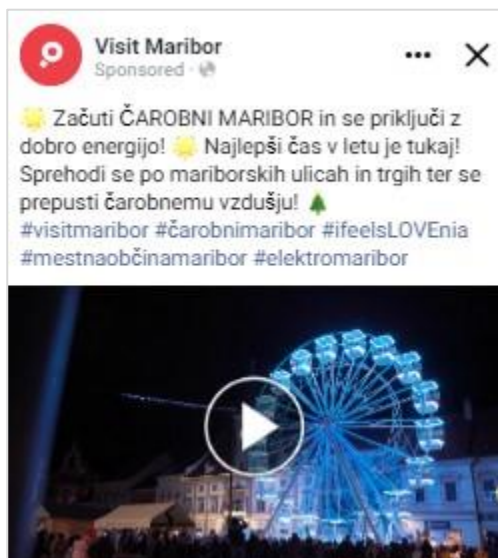 Visit Maribor
Sponsored ·
🌟 Začuti ČAROBNI MARIBOR in se priključi z
dobro energijo! 🌟 Najlepši čas v letu je tukaj!
Sprehodi se po mariborskih ulicah in trgih ter se
prepusti čarobnemu vzdušju! 🌲
#visitmaribor #čarobnimaribor #ifeelsLOVEnia
#mestnaobčinamaribor #elektromaribor